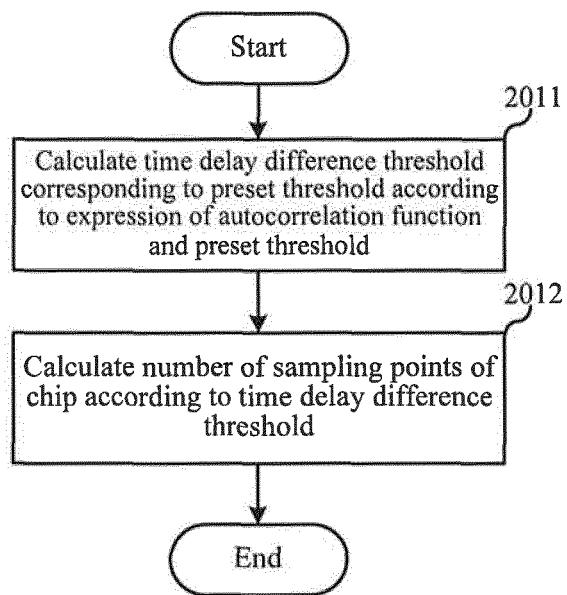 Start
2011
Calculate time delay difference threshold
corresponding to preset threshold according
to expression of autocorrelation function
and preset threshold
2012
Calculate number of sampling points of
chip according to time delay difference
threshold
End